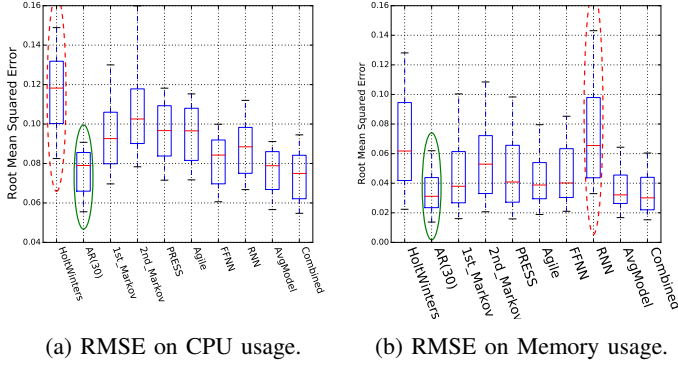 0.16
0.14
0.12
0.10
0.08
0.06
0.04
Root Mean Squared Error
HoltWinters
AR(30)
1st_Markov
2nd_Markov
PRESS
Agile
FFNN
RNN
AvgModel
Combined
(a) RMSE on CPU usage.
0.16
0.14
0.12
0.10
0.08
0.06
0.04
0.02
0.00
Root Mean Squared Error
HoltWinters
AR(30)
1st_Markov
2nd_Markov
PRESS
Agile
FFNN
RNN
AvgModel
Combined
(b) RMSE on Memory usage.